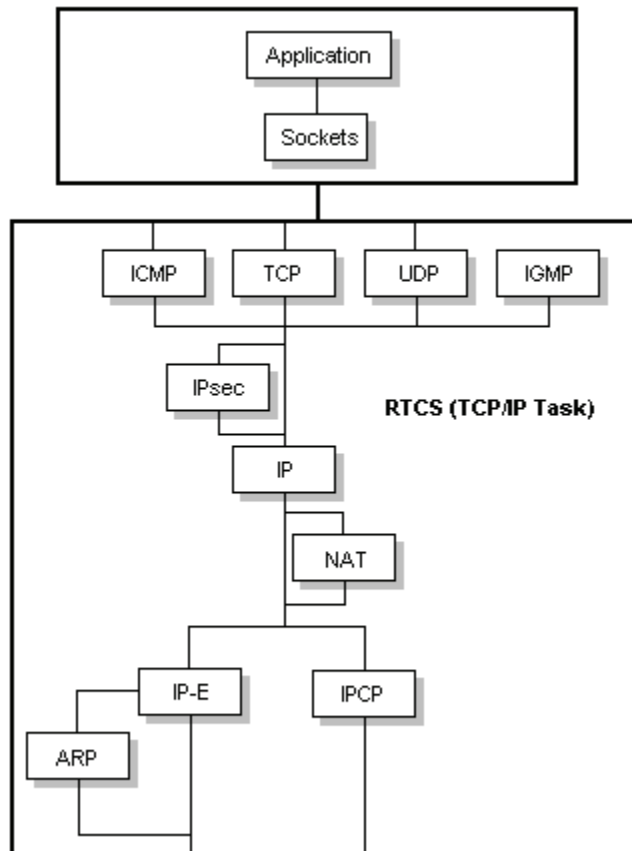 Application
Sockets
ICMP
TCP
UDP
IGMP
IPsec
RTCS (TCP/IP Task)
IP
NAT
IP-E
IPCP
ARP